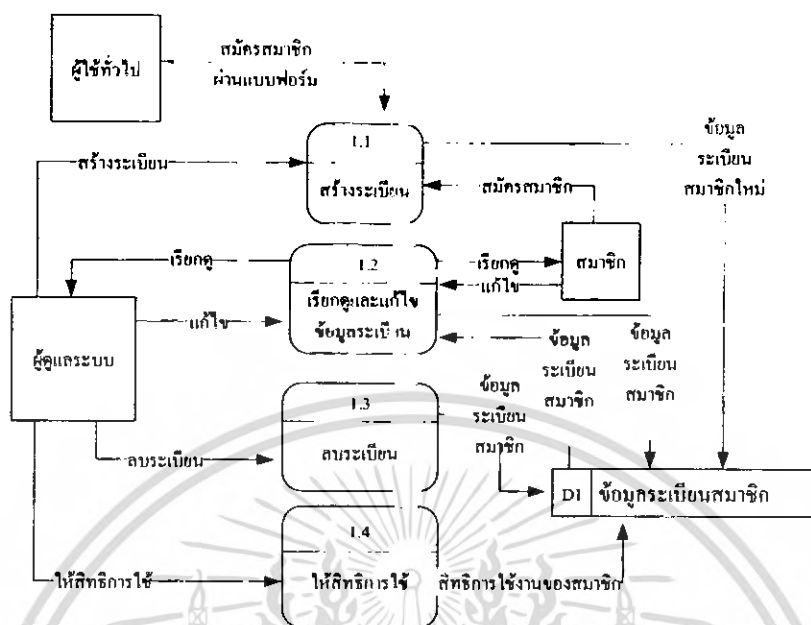 ผู้ใช้ทั่วไป
สมัครสมาชิก
ผ่านแบบฟอร์ม
1.1
สร้างระเบียน
สร้างระเบียน
สมัครสมาชิก
ข้อมูล
ระเบียน
สมาชิกใหม่
เรียกดู
1.2
เรียกดูและแก้ไข
ข้อมูลระเบียน
เรียกดู
แก้ไข
สมาชิก
ผู้ดูแลระบบ
แก้ไข
ข้อมูล
ระเบียน
สมาชิก
ข้อมูล
ระเบียน
สมาชิก
ข้อมูล
ระเบียน
สมาชิก
1.3
ลบระเบียน
ลบระเบียน
D1
ข้อมูลระเบียนสมาชิก
1.4
ให้สิทธิการใช้
ให้สิทธิการใช้
สิทธิการใช้งานของสมาชิก